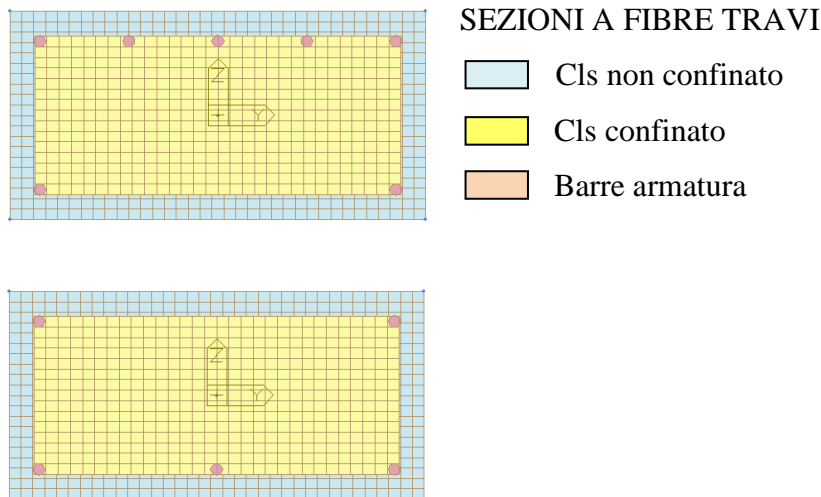 SEZIONI A FIBRE TRAVI
Cls non confinato
Cls confinato
Barre armatura
Z
Y
Z
Y